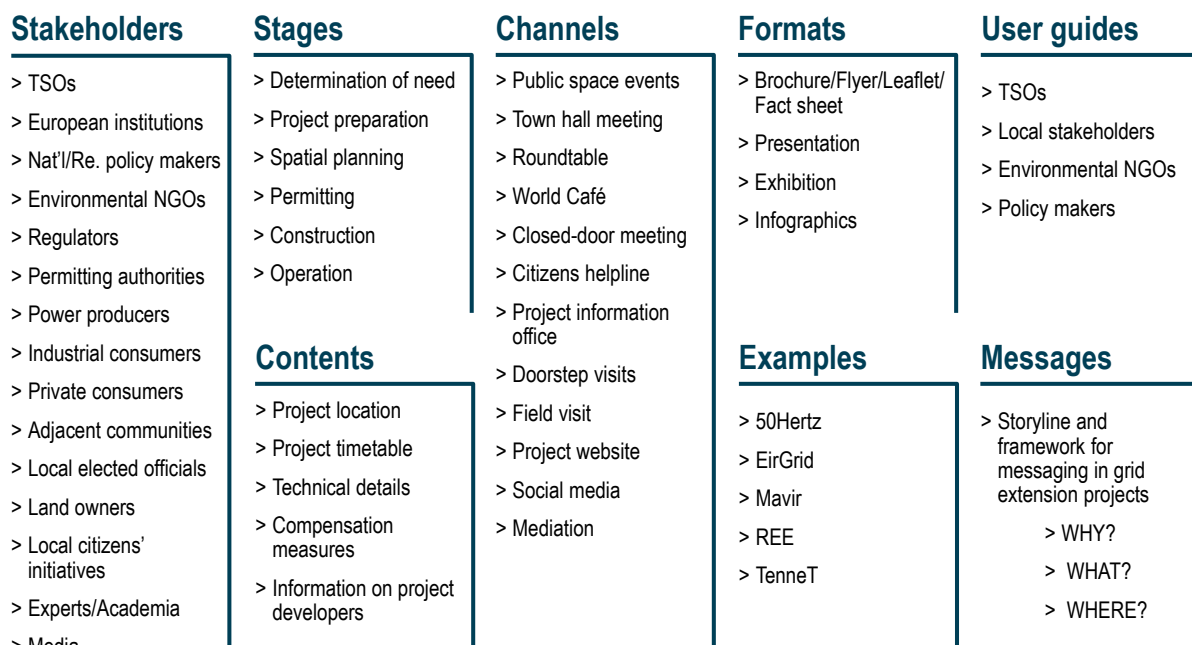 Stakeholders
> TSOs
> European institutions
> Nat'l/Re. policy makers
> Environmental NGOs
> Regulators
> Permitting authorities
> Power producers
> Industrial consumers
> Private consumers
> Adjacent communities
> Local elected officials
> Land owners
> Local citizens'
initiatives
> Experts/Academia
> Media
Stages
> Determination of need
> Project preparation
> Spatial planning
> Permitting
> Construction
> Operation
Contents
> Project location
> Project timetable
> Technical details
> Compensation
measures
> Information on project
developers
Channels
> Public space events
> Town hall meeting
> Roundtable
> World Café
> Closed-door meeting
> Citizens helpline
> Project information
office
> Doorstep visits
> Field visit
> Project website
> Social media
> Mediation
Formats
> Brochure/Flyer/Leaflet/
Fact sheet
> Presentation
> Exhibition
> Infographics
Examples
> 50Hertz
> EirGrid
> Mavir
> REE
> TenneT
User guides
> TSOs
> Local stakeholders
> Environmental NGOs
> Policy makers
Messages
> Storyline and
framework for
messaging in grid
extension projects
> WHY?
> WHAT?
> WHERE?